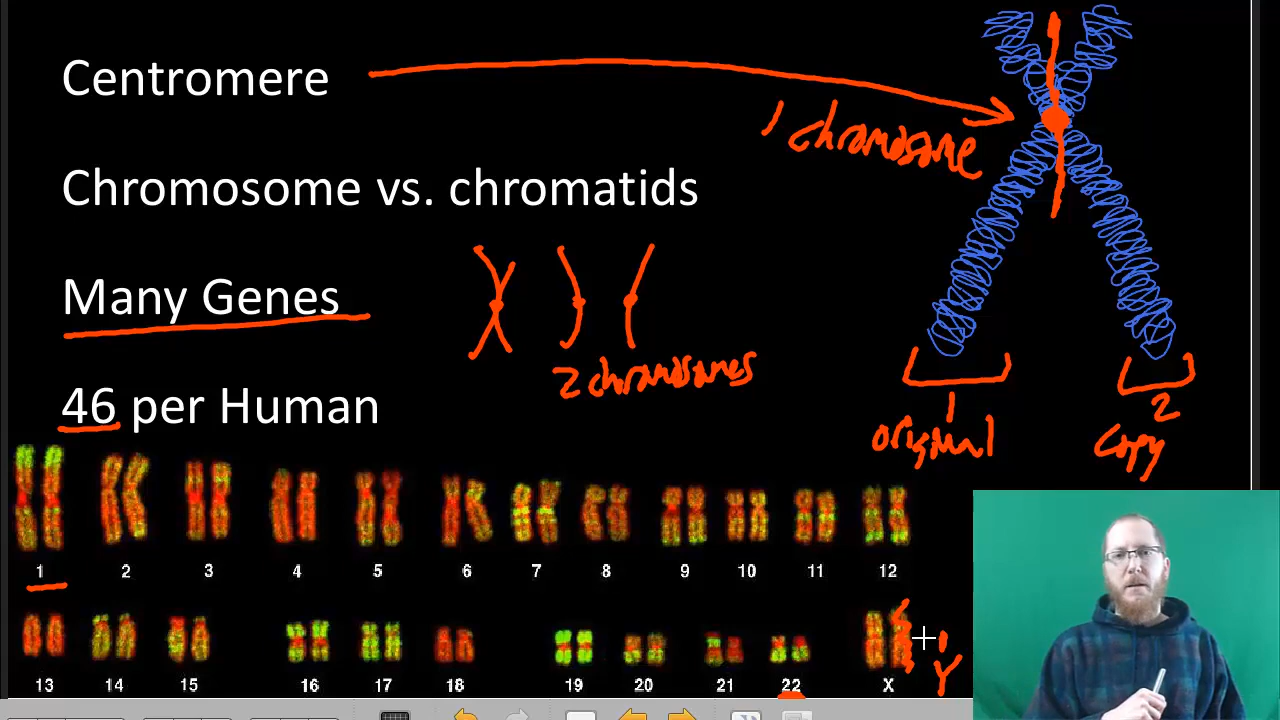 Centromere
1 chromosome
Chromosome vs. chromatids
Many Genes
2 chromosomes
46 per Human
1 2
original copy
1 2 3 4 5 6 7 8 9 10 11 12
13 14 15 16 17 18 19 20 21 22 X Y